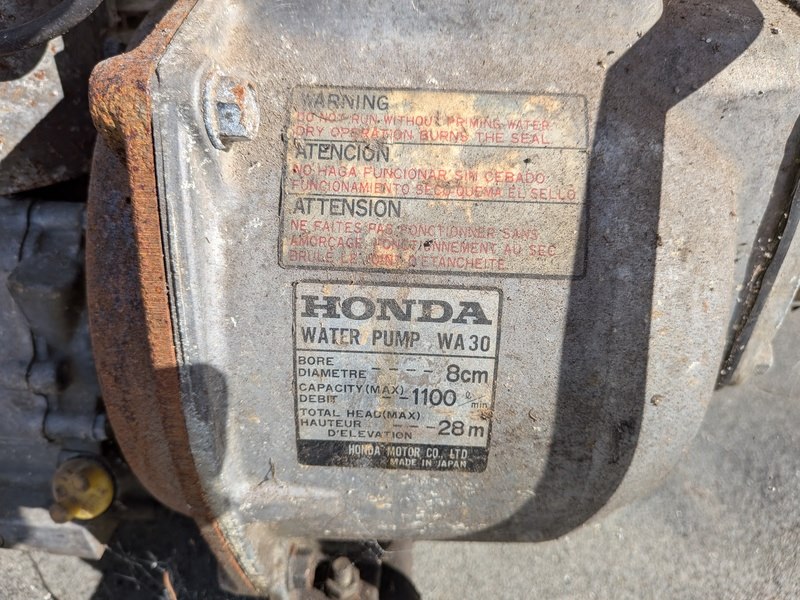 WARNING
DO NOT RUN WITHOUT PRIMING WATER
DRY OPERATION BURNS THE SEAL.
ATENCION
NO HAGA FUNCIONAR SIN CEBADO
FUNCIONAMIENTO SECO QUEMA EL SELLO
ATTENSION
NE FAITES PAS FONCTIONNER SANS
AMORCAGE, FONCTIONNEMENT AU SEC
BRULE LE JOINT D'ETANCHEITE.
HONDA
WATER PUMP WA30
BORE
DIAMETRE ---- 8cm
CAPACITY(MAX)
DEBIT -- 1100 ℓ/min
TOTAL HEAD(MAX)
HAUTEUR --- 28m
D'ELEVATION
HONDA MOTOR CO., LTD
MADE IN JAPAN